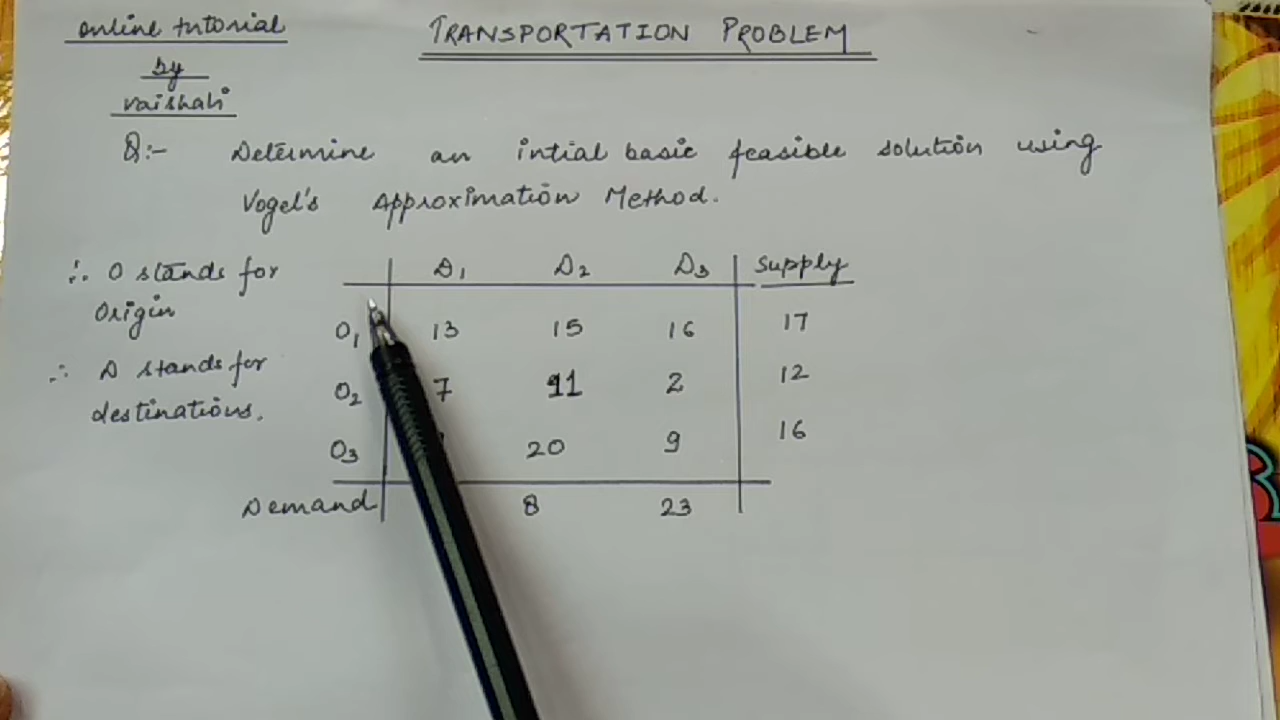 online tutorial
TRANSPORTATION PROBLEM
by
vaishali
Q:- Determine an intial basic feasible solution using
Vogel's Approximation Method.
∴ O stands for
Origin
∴ D stands for
destinations.
D₁ D₂ D₃ Supply
O₁ 13 15 16 17
O₂ 7 11 2 12
O₃ 20 9 16
Demand 8 23